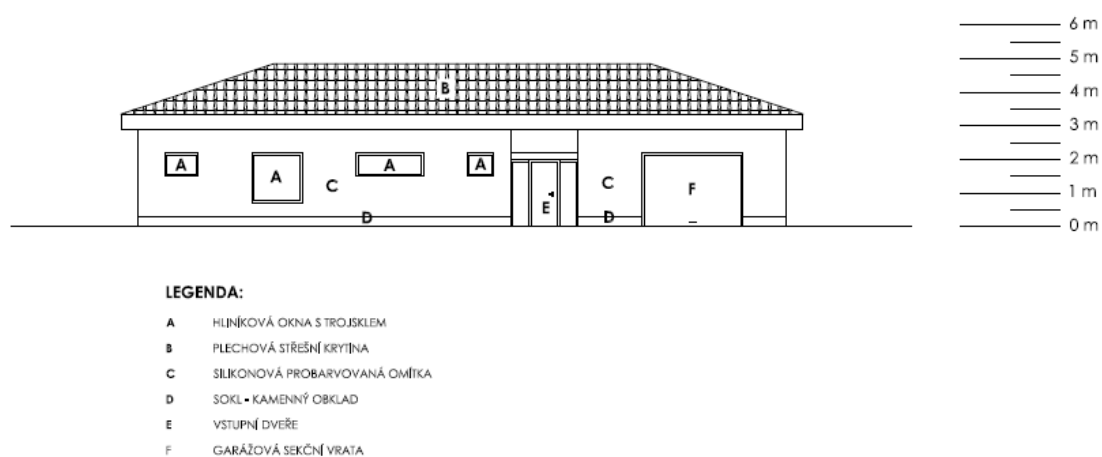 6 m
5 m
4 m
3 m
2 m
1 m
0 m
B
A
A
A
A
C
D
E
C
D
F
LEGENDA:
A HLINÍKOVÁ OKNA S TROJSKLEM
B PLECHOVÁ STŘEŠNÍ KRYTINA
C SILIKONOVÁ PROBARVOVANÁ OMÍTKA
D SOKL - KAMENNÝ OBKLAD
E VSTUPNÍ DVEŘE
F GARÁŽOVÁ SEKČNÍ VRATA